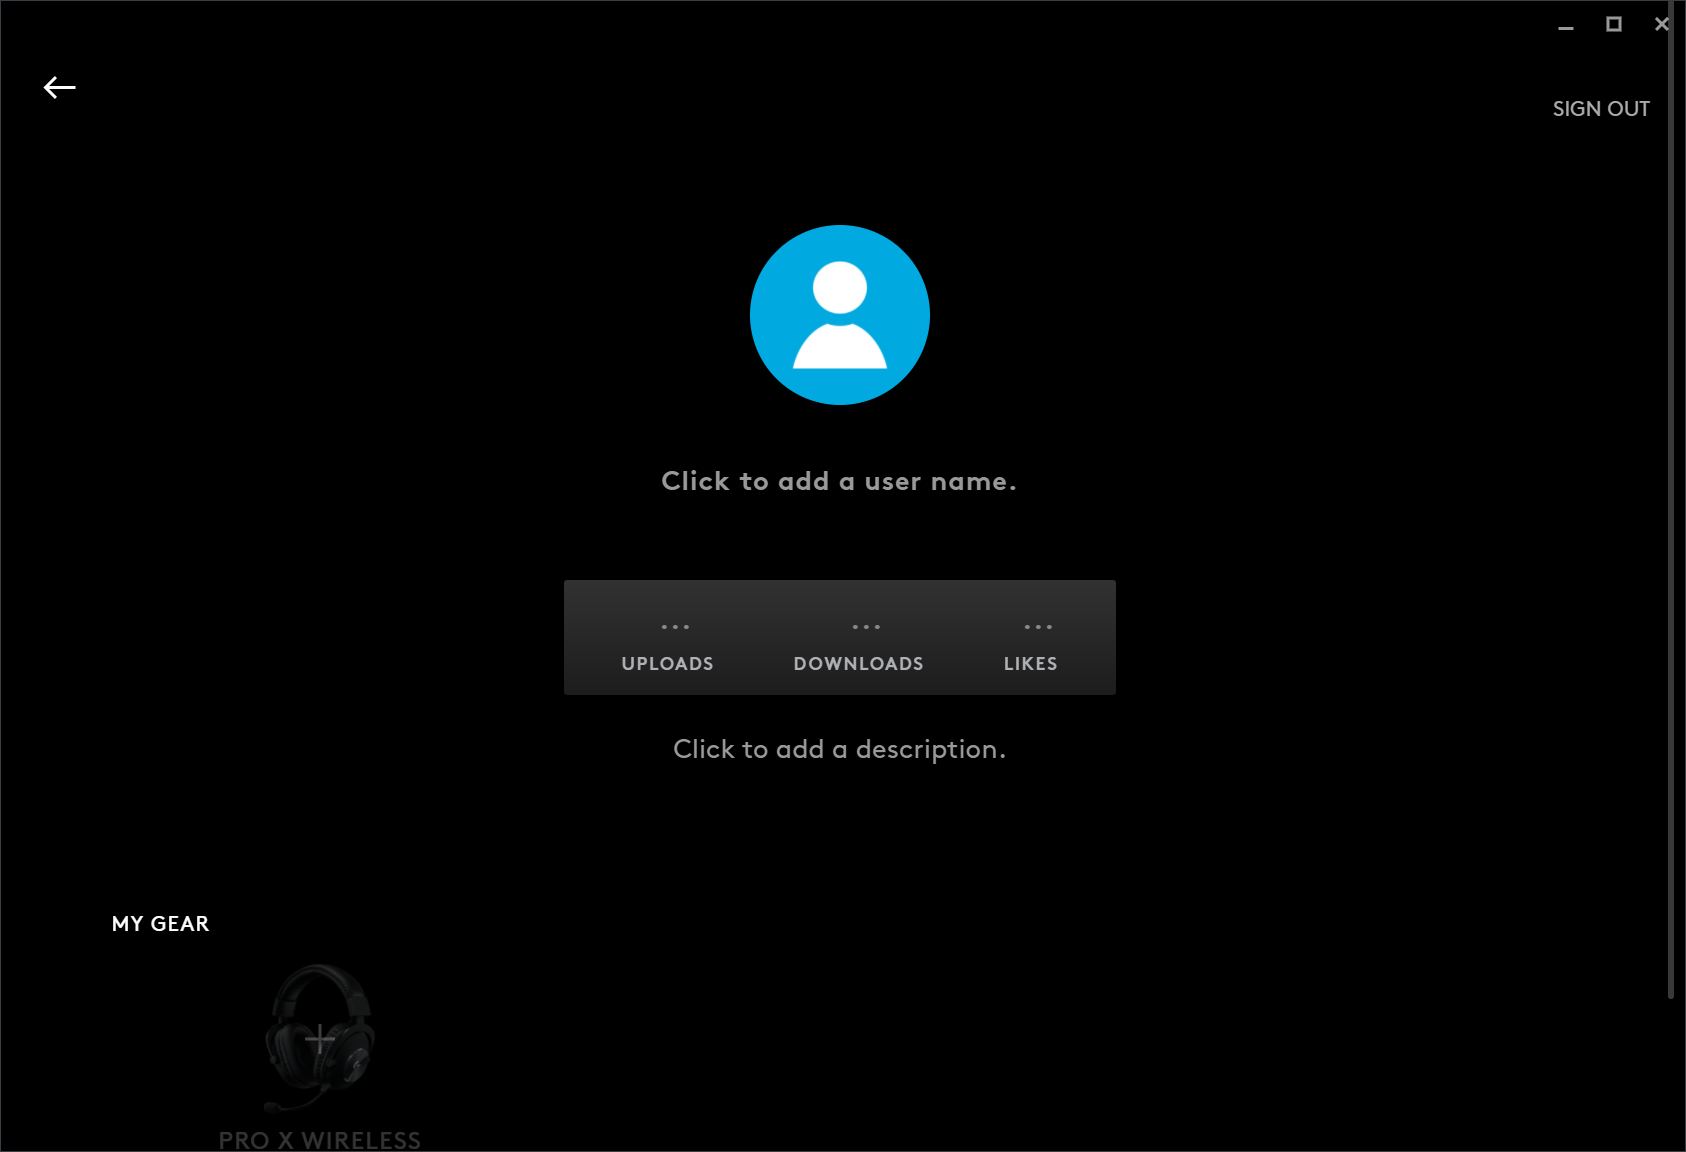 SIGN OUT
Click to add a user name.
... ... ...
UPLOADS DOWNLOADS LIKES
Click to add a description.
MY GEAR
PRO X WIRELESS